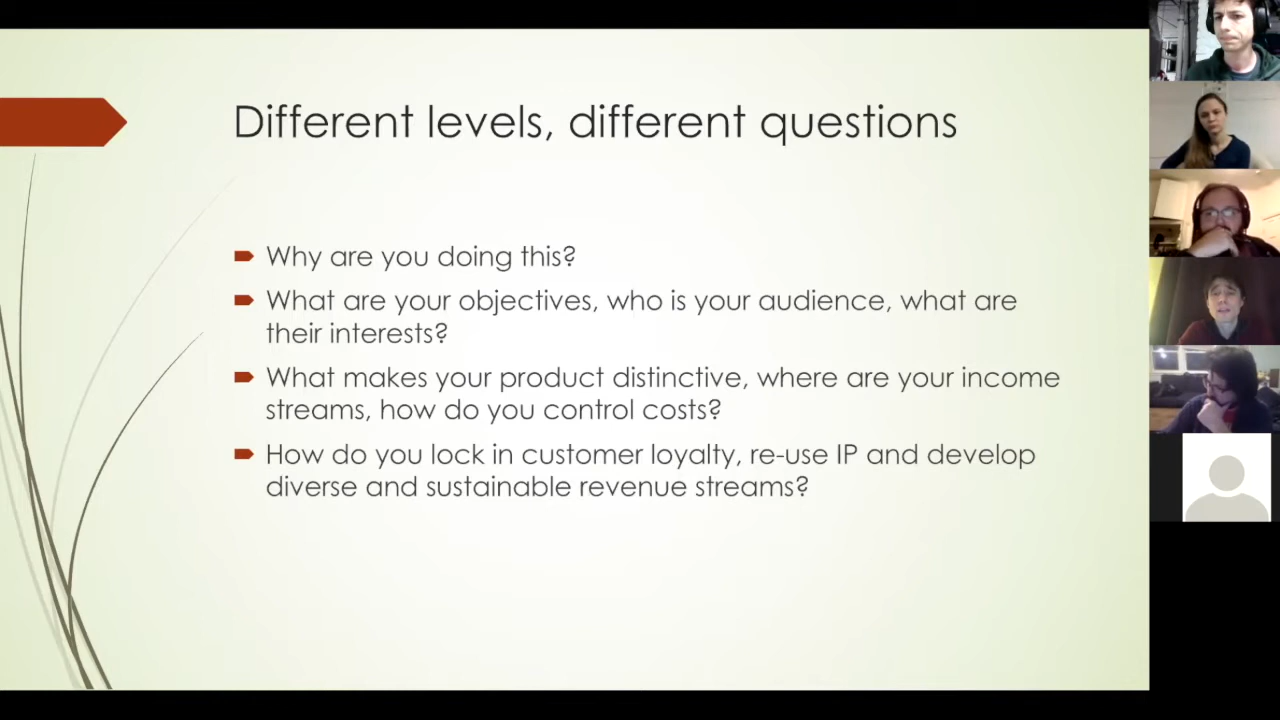 Different levels, different questions
Why are you doing this?
What are your objectives, who is your audience, what are
their interests?
What makes your product distinctive, where are your income
streams, how do you control costs?
How do you lock in customer loyalty, re-use IP and develop
diverse and sustainable revenue streams?